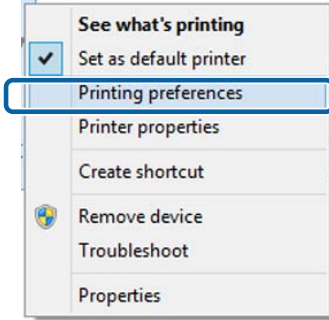 See what's printing
Set as default printer
Printing preferences
Printer properties
Create shortcut
Remove device
Troubleshoot
Properties